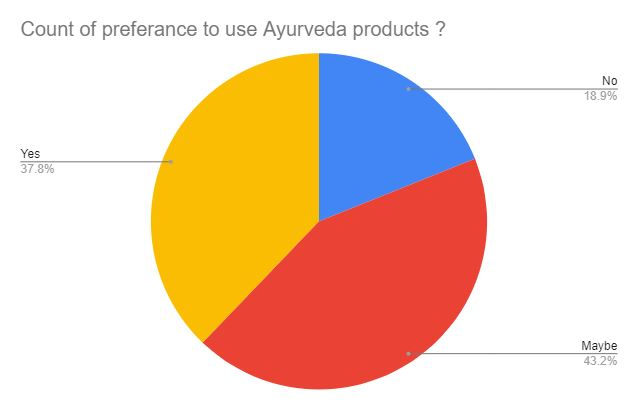 Count of preferance to use Ayurveda products ?
No
18.9%
Yes
37.8%
Maybe
43.2%